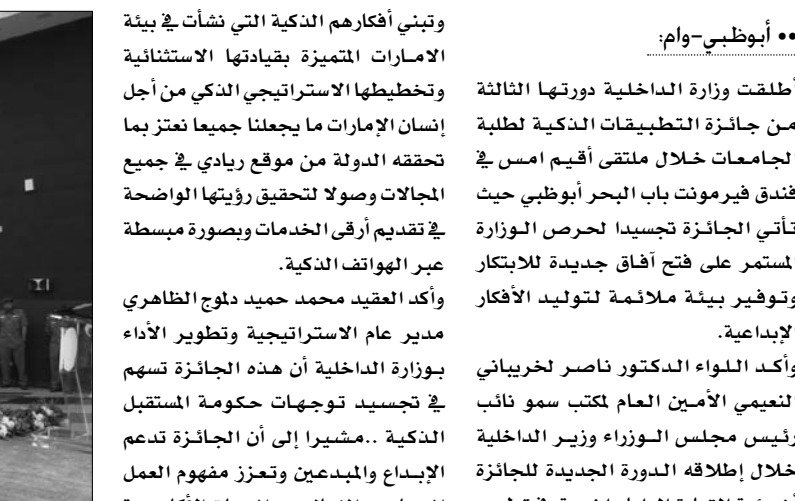 •• أبوظبي-وام:
أطلقت وزارة الداخلية دورتها الثالثة
من جائزة التطبيقات الذكية لطلبة
الجامعات خلال ملتقى أقيم امس في
فندق فيرمونت باب البحر أبوظبي حيث
تأتي الجائزة تجسيدا لحرص الوزارة
المستمر على فتح آفاق جديدة للابتكار
وتوفير بيئة ملائمة لتوليد الأفكار
الإبداعية.
وأكد اللواء الدكتور ناصر لخريباني
النعيمي الأمين العام لمكتب سمو نائب
رئيس مجلس الوزراء وزير الداخلية
خلال إطلاقه الدورة الجديدة للجائزة
وتبني أفكارهم الذكية التي نشأت في بيئة
الامارات المتميزة بقيادتها الاستثنائية
وتخطيطها الاستراتيجي الذكي من أجل
إنسان الإمارات ما يجعلنا جميعا نعتز بما
تحققه الدولة من موقع ريادي في جميع
المجالات وصولا لتحقيق رؤيتها الواضحة
في تقديم أرقى الخدمات وبصورة مبسطة
عبر الهواتف الذكية.
وأكد العقيد محمد حميد دلموج الظاهري
مدير عام الاستراتيجية وتطوير الأداء
بوزارة الداخلية أن هذه الجائزة تسهم
في تجسيد توجهات حكومة المستقبل
الذكية ..مشيرا إلى أن الجائزة تدعم
الإبداع والمبدعين وتعزز مفهوم العمل